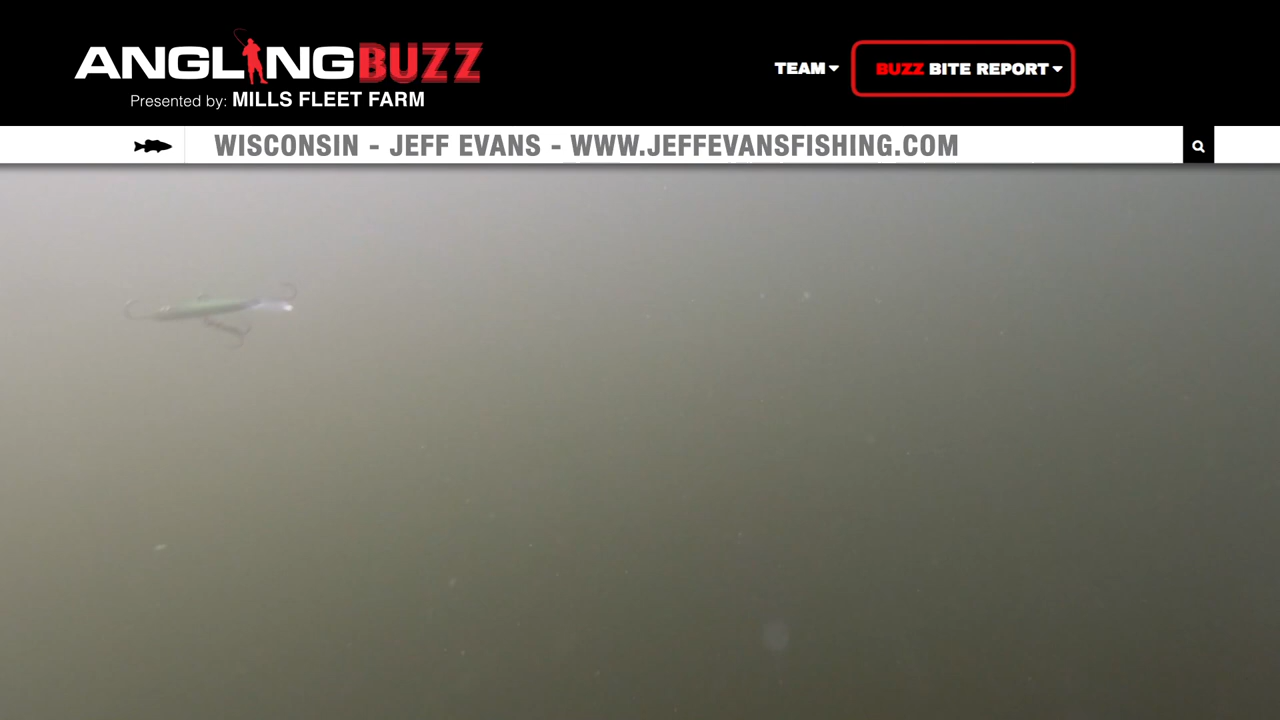 ANGLINGBUZZ
Presented by: MILLS FLEET FARM
TEAM
BUZZ BITE REPORT
WISCONSIN - JEFF EVANS - WWW.JEFFEVANSFISHING.COM